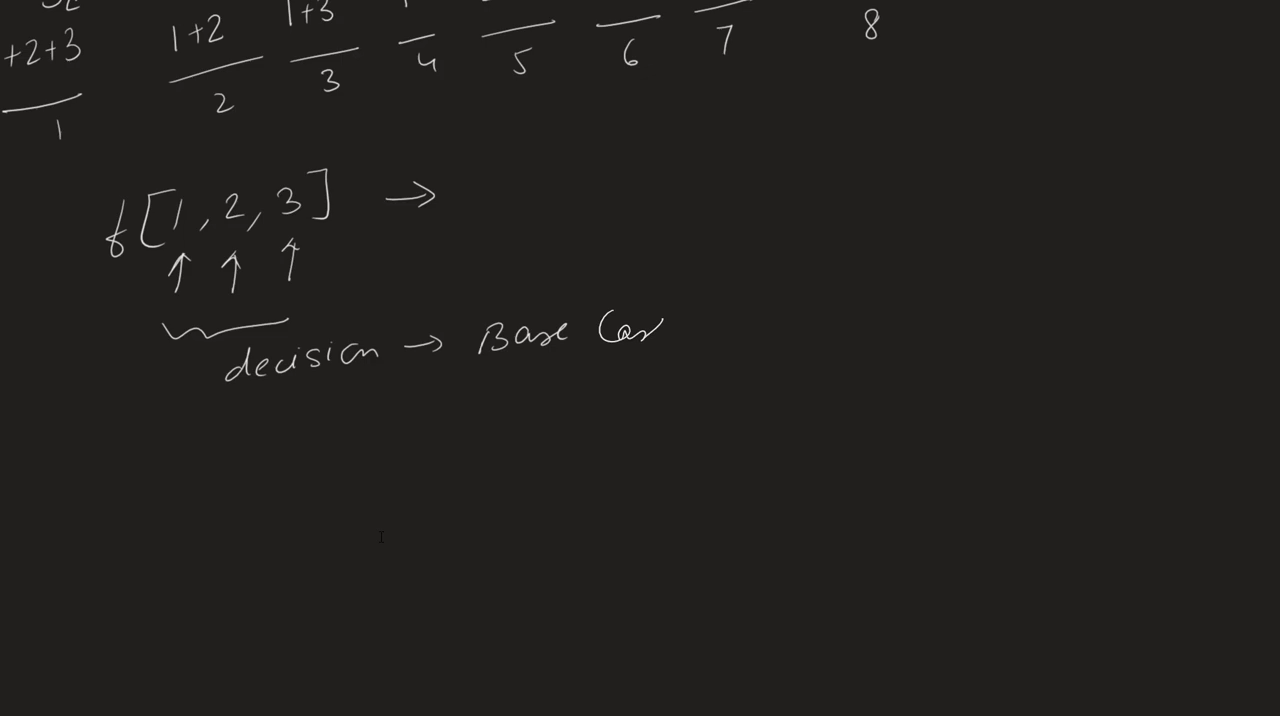 +2+3 1+2 1+3
1 2 3 4 5 6 7 8
f[1, 2, 3] →
decision → Base Cas